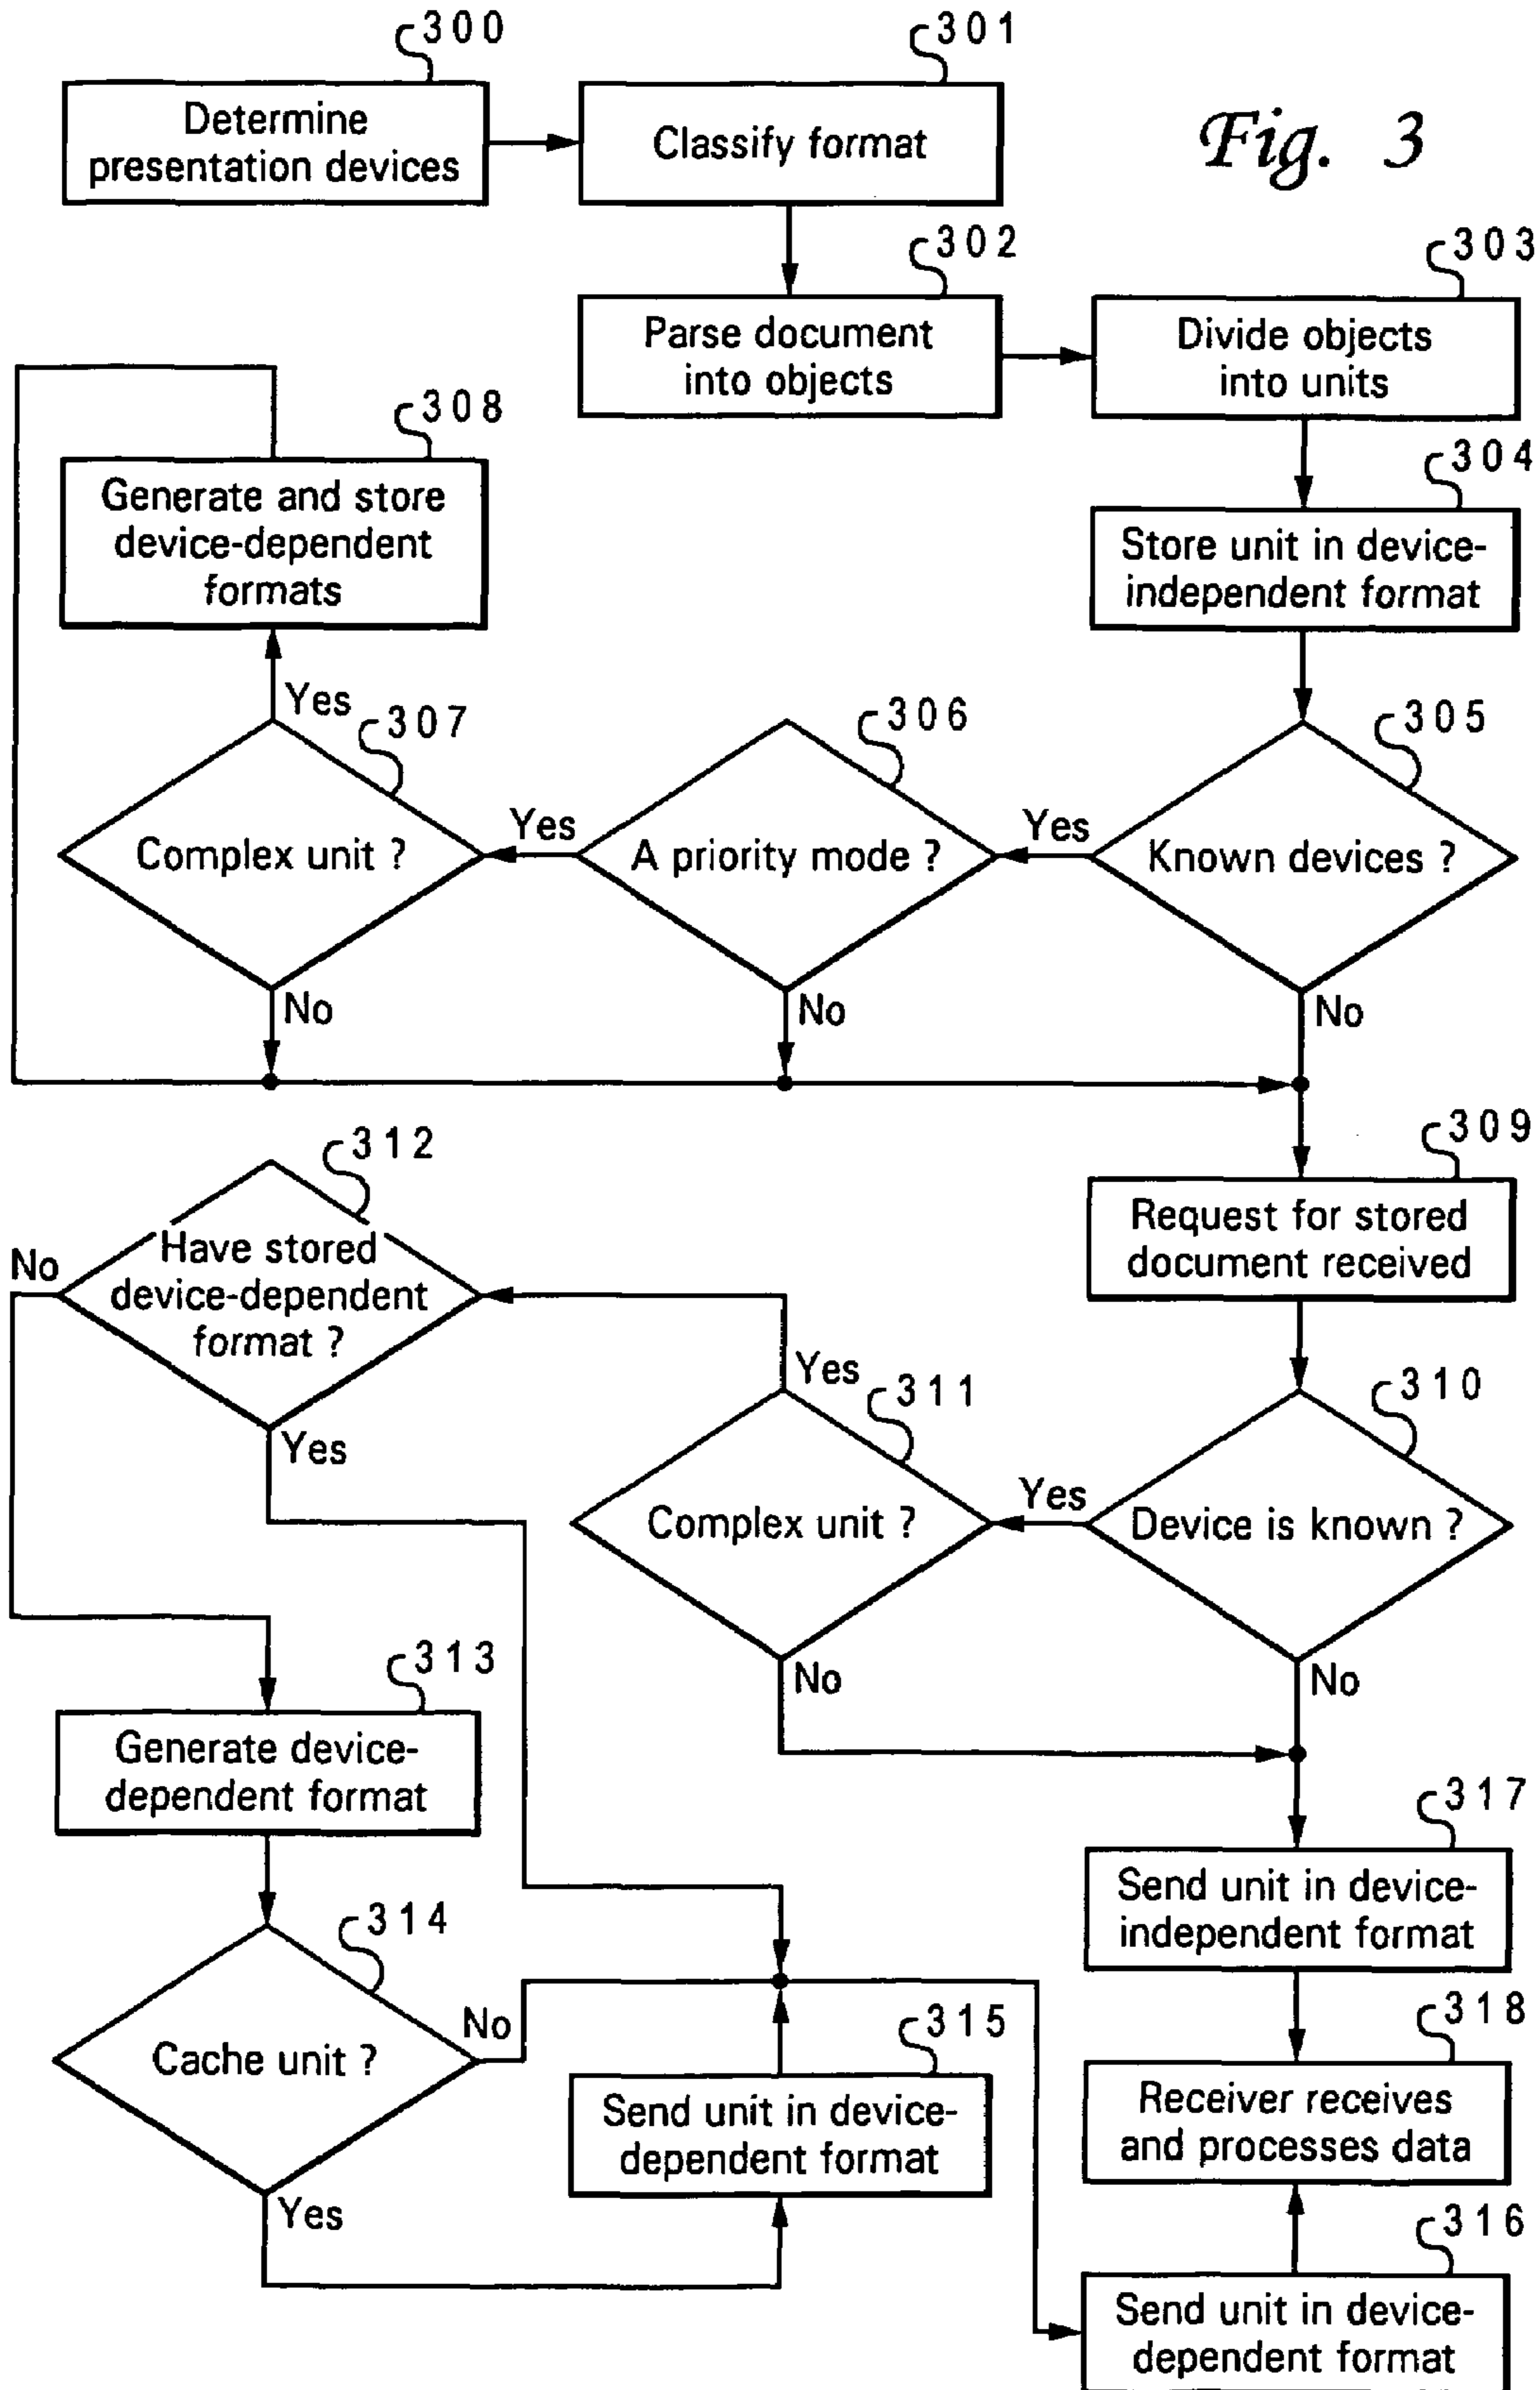 300
Determine
presentation devices
301
Classify format
Fig. 3
302
Parse document
into objects
303
Divide objects
into units
304
Store unit in device-
independent format
308
Generate and store
device-dependent
formats
Yes
307
Complex unit ?
No
Yes
306
A priority mode ?
No
Yes
305
Known devices ?
No
309
Request for stored
document received
312
Have stored
device-dependent
format ?
No
Yes
Yes
311
Complex unit ?
No
Yes
310
Device is known ?
No
313
Generate device-
dependent format
314
Cache unit ?
No
Yes
315
Send unit in device-
dependent format
317
Send unit in device-
independent format
318
Receiver receives
and processes data
316
Send unit in device-
dependent format